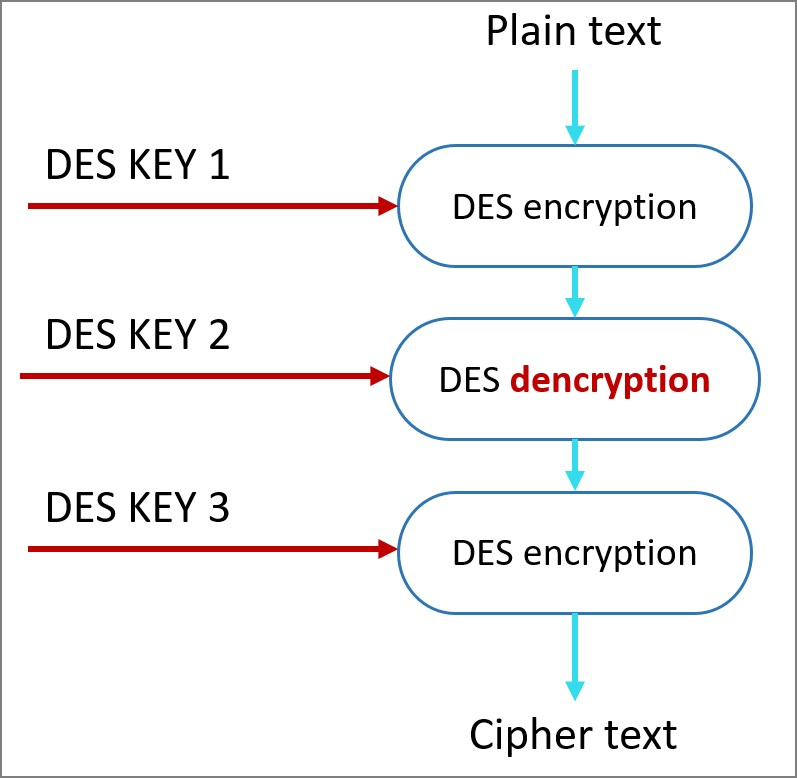 Plain text
DES KEY 1
DES encryption
DES KEY 2
DES dencryption
DES KEY 3
DES encryption
Cipher text